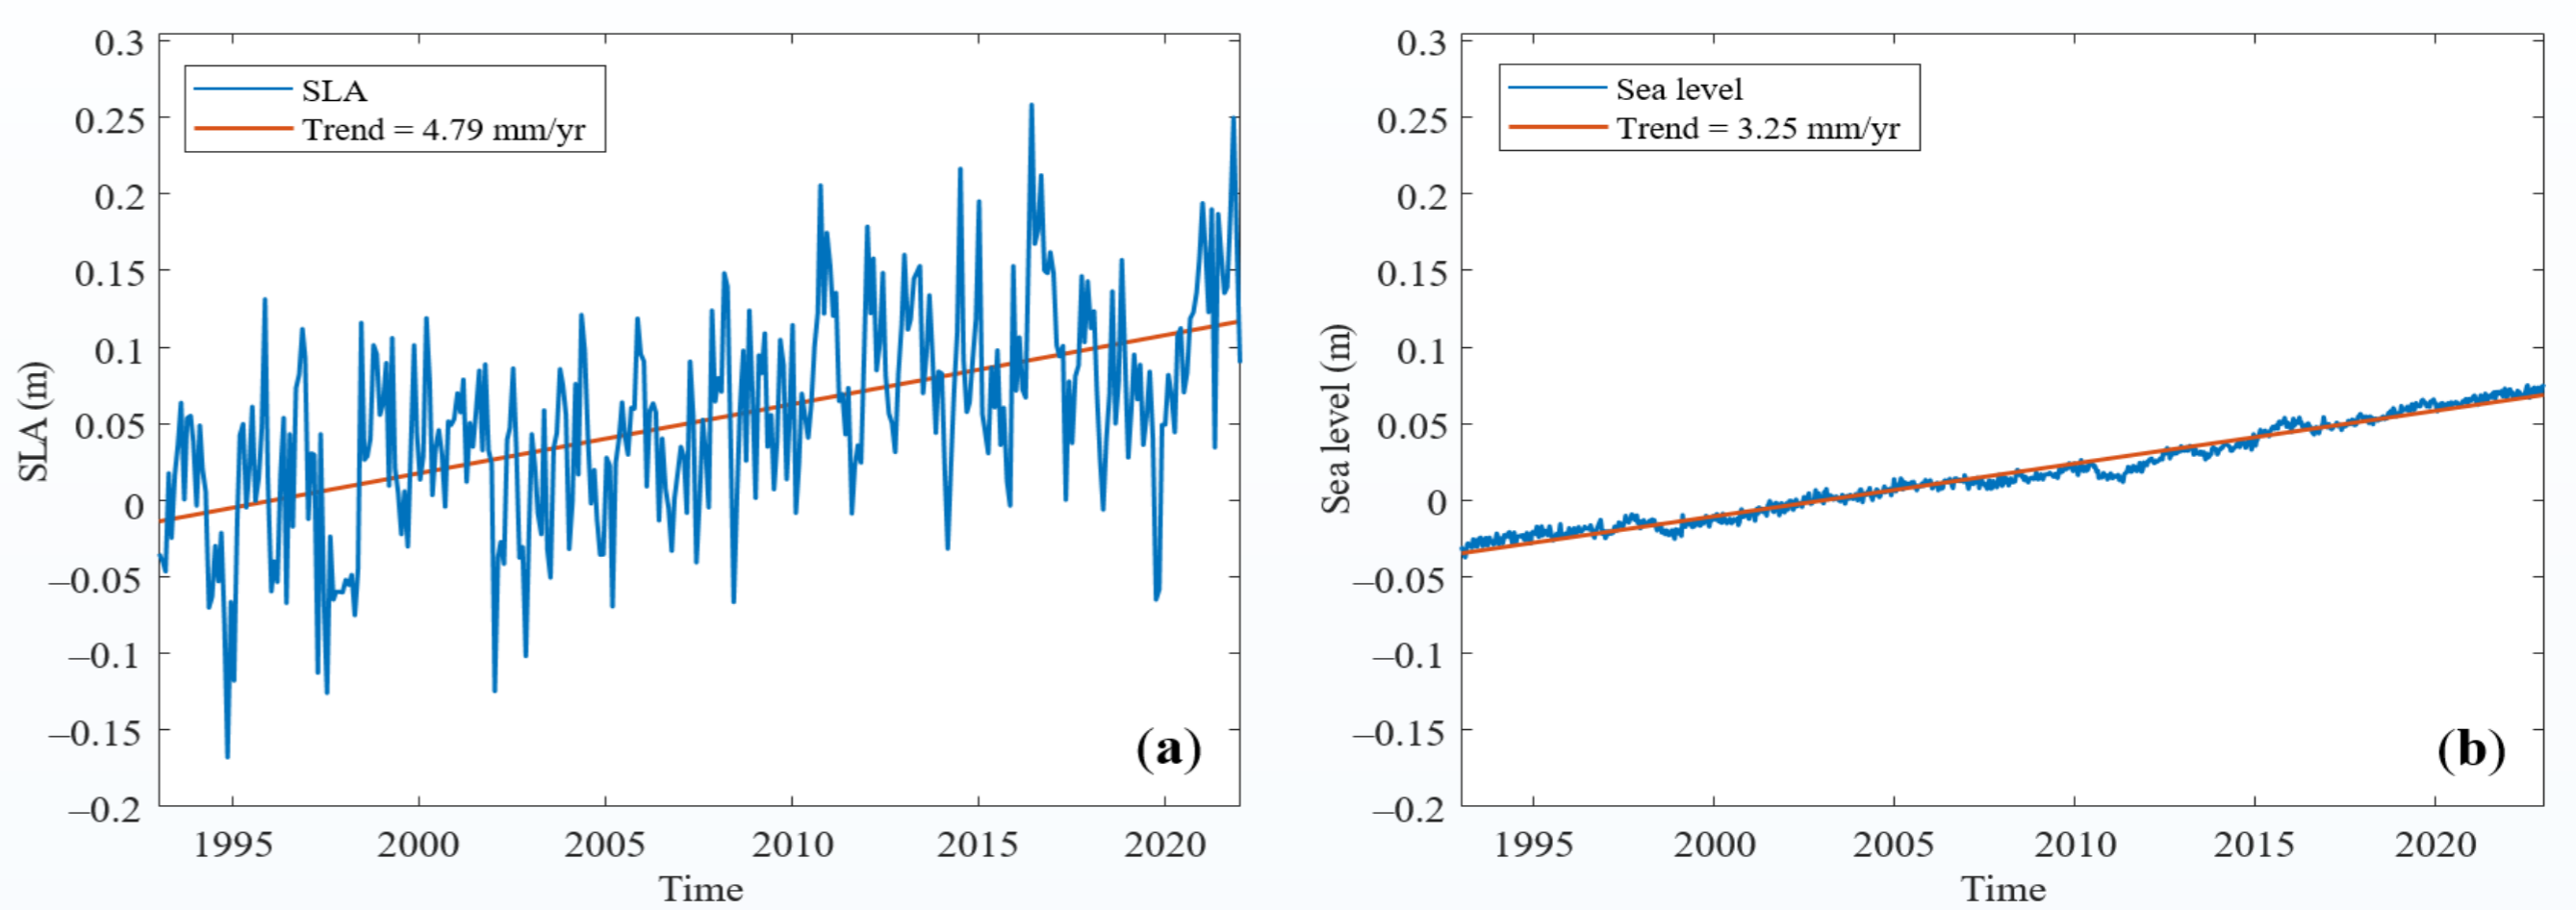 0.3
0.25
0.2
0.15
0.1
0.05
0
–0.05
–0.1
–0.15
–0.2
SLA (m)
SLA
Trend = 4.79 mm/yr
(a)
1995 2000 2005 2010 2015 2020
Time
0.3
0.25
0.2
0.15
0.1
0.05
0
–0.05
–0.1
–0.15
–0.2
Sea level (m)
Sea level
Trend = 3.25 mm/yr
(b)
1995 2000 2005 2010 2015 2020
Time